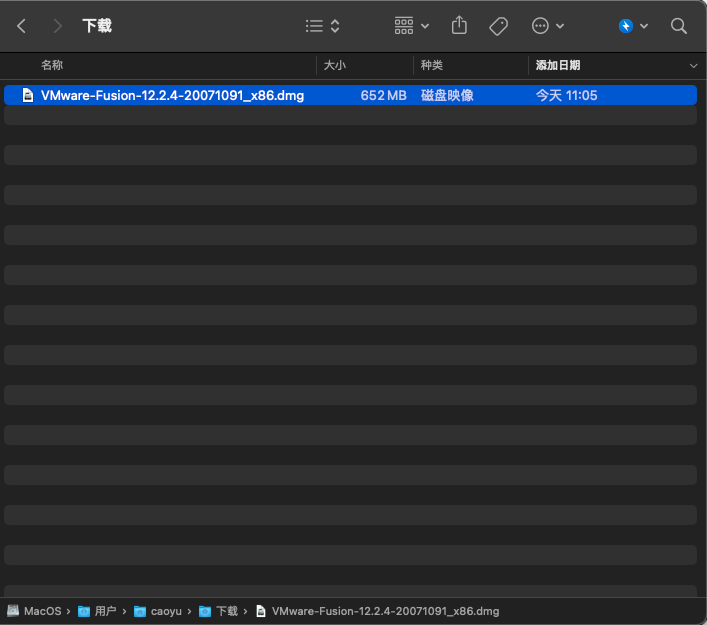 下载
名称 大小 种类 添加日期
VMware-Fusion-12.2.4-20071091_x86.dmg 652 MB 磁盘映像 今天 11:05
MacOS › 用户 › caoyu › 下载 › VMware-Fusion-12.2.4-20071091_x86.dmg